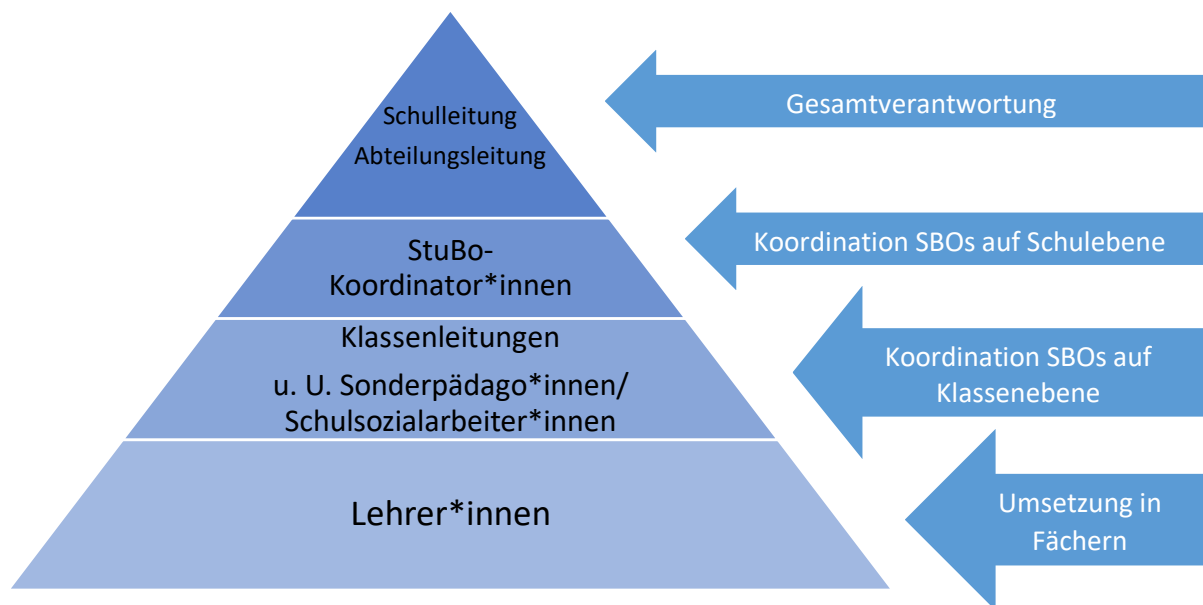 Schulleitung
Abteilungsleitung
Gesamtverantwortung
StuBo-
Koordinator*innen
Koordination SBOs auf Schulebene
Klassenleitungen
u. U. Sonderpädago*innen/
Schulsozialarbeiter*innen
Koordination SBOs auf
Klassenebene
Lehrer*innen
Umsetzung in
Fächern